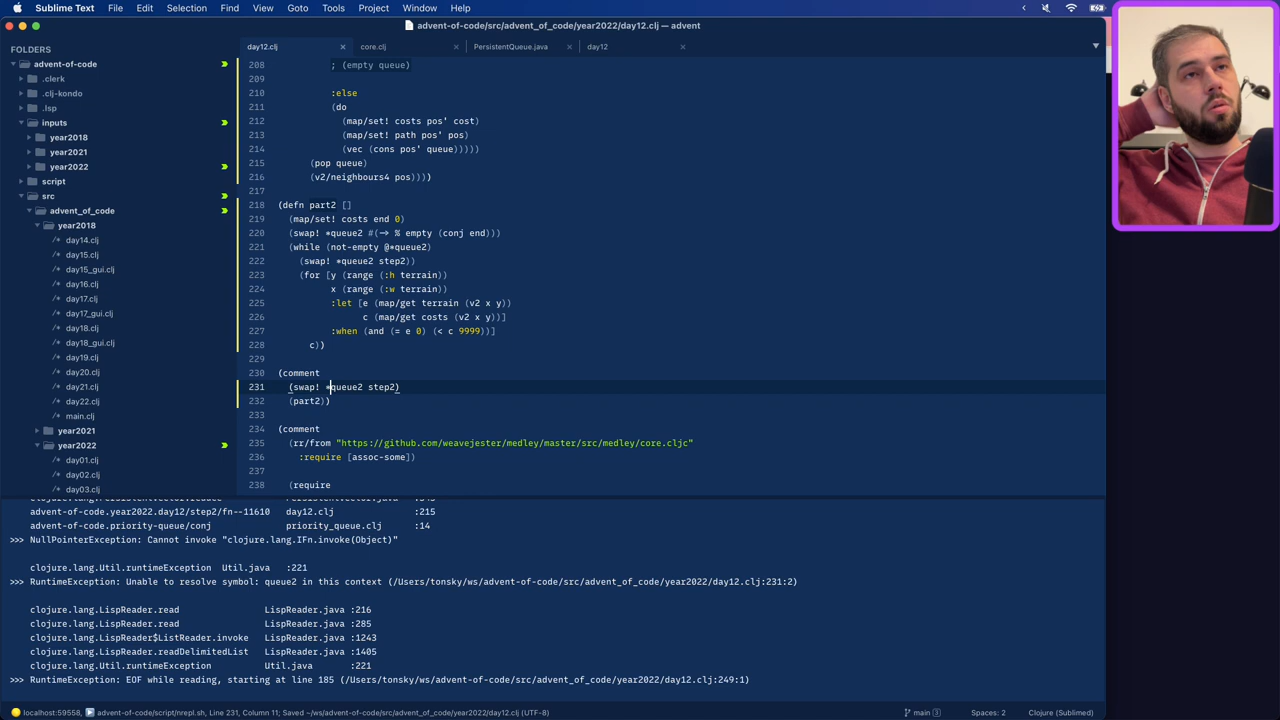 Sublime Text File Edit Selection Find View Goto Tools Project Window Help
advent-of-code/src/advent_of_code/year2022/day12.clj — advent
FOLDERS
advent-of-code
.clerk
.clj-kondo
.lsp
inputs
year2018
year2021
year2022
script
src
advent_of_code
year2018
/* day14.clj
/* day15.clj
/* day15_gui.clj
/* day16.clj
/* day17.clj
/* day17_gui.clj
/* day18.clj
/* day18_gui.clj
/* day19.clj
/* day20.clj
/* day21.clj
/* day22.clj
/* main.clj
year2021
year2022
/* day01.clj
/* day02.clj
/* day03.clj
day12.clj × core.clj × PersistentQueue.java × day12 ×
208 ; (empty queue)
209
210 :else
211 (do
212 (map/set! costs pos' cost)
213 (map/set! path pos' pos)
214 (vec (cons pos' queue)))))
215 (pop queue)
216 (v2/neighbours4 pos))))
217
218 (defn part2 []
219 (map/set! costs end 0)
220 (swap! *queue2 #(-> % empty (conj end)))
221 (while (not-empty @*queue2)
222 (swap! *queue2 step2))
223 (for [y (range (:h terrain))
224 x (range (:w terrain))
225 :let [e (map/get terrain (v2 x y))
226 c (map/get costs (v2 x y))]
227 :when (and (= e 0) (< c 9999))]
228 c))
229
230 (comment
231 (swap! *queue2 step2)
232 (part2))
233
234 (comment
235 (rr/from "https://github.com/weavejester/medley/master/src/medley/core.cljc"
236 :require [assoc-some])
237
238 (require
advent-of-code.year2022.day12/step2/fn--11610 day12.clj :215
advent-of-code.priority-queue/conj priority_queue.clj :14
>>> NullPointerException: Cannot invoke "clojure.lang.IFn.invoke(Object)"
clojure.lang.Util.runtimeException Util.java :221
>>> RuntimeException: Unable to resolve symbol: queue2 in this context (/Users/tonsky/ws/advent-of-code/src/advent_of_code/year2022/day12.clj:231:2)
clojure.lang.LispReader.read LispReader.java :216
clojure.lang.LispReader.read LispReader.java :285
clojure.lang.LispReader$ListReader.invoke LispReader.java :1243
clojure.lang.LispReader.readDelimitedList LispReader.java :1405
clojure.lang.Util.runtimeException Util.java :221
>>> RuntimeException: EOF while reading, starting at line 185 (/Users/tonsky/ws/advent-of-code/src/advent_of_code/year2022/day12.clj:249:1)
localhost:59558, advent-of-code/script/nrepl.sh, Line 231, Column 11; Saved ~/ws/advent-of-code/src/advent_of_code/year2022/day12.clj (UTF-8) main 3 Spaces: 2 Clojure (Sublimed)